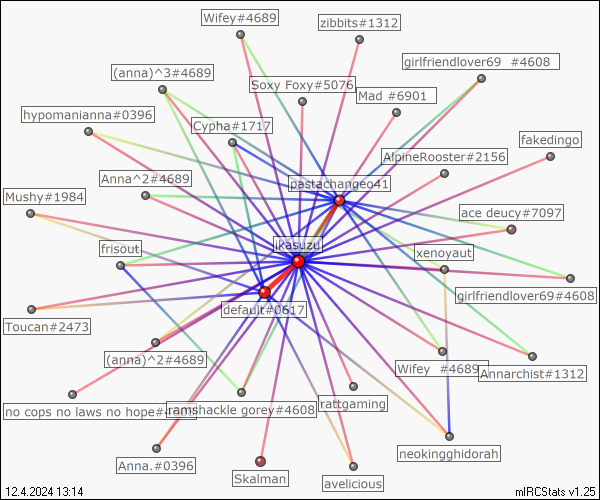 Wifey#4689
zibbits#1312
girlfriendlover69 #4608
(anna)^3#4689
Soxy Foxy#5076
Mad #6901
hypomanianna#0396
Cypha#1717
fakedingo
AlpineRooster#2156
Anna^2#4689
pastachangeo41
Mushy#1984
ace deucy#7097
ikasuzu
frisout
xenoyaut
girlfriendlover69#4608
default#0617
Toucan#2473
(anna)^2#4689
Wifey #4689
Annarchist#1312
no cops no laws no hope#4
ramshackle gorey#4608
rattgaming
neokingghidorah
Anna.#0396
Skalman
avelicious
12.4.2024 13:14
mIRCStats v1.25